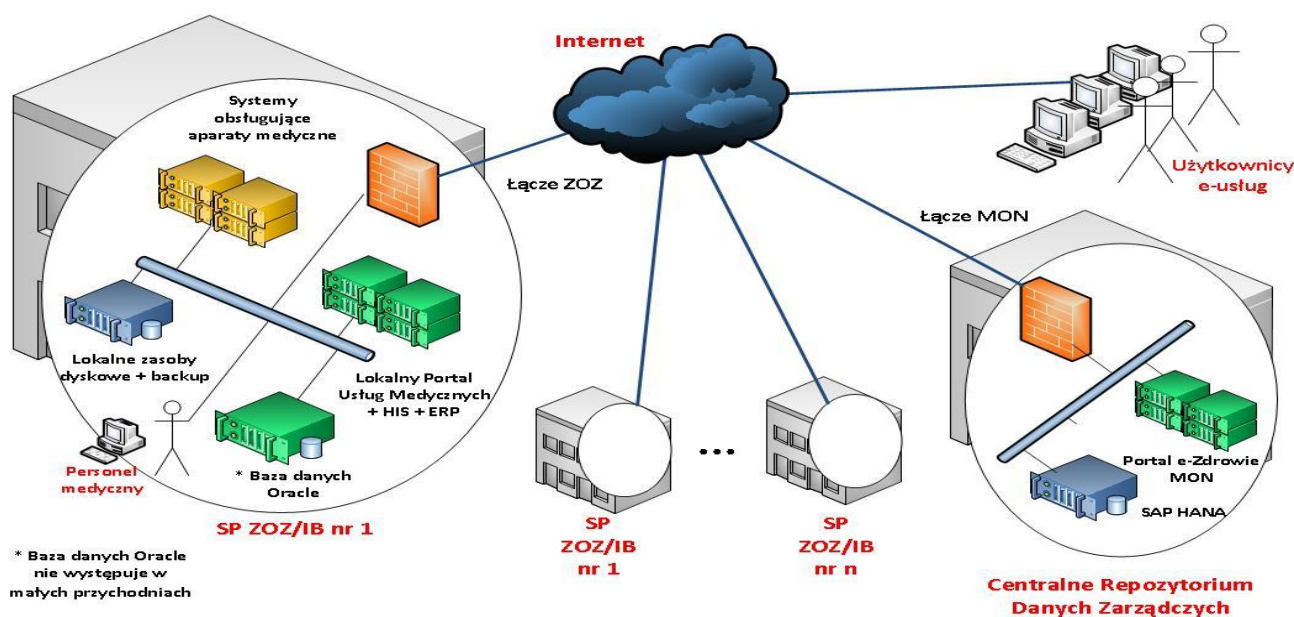 Internet
Systemy
obsługujące
aparaty medyczne
Łącze ZOZ
Użytkownicy
e-usług
Łącze MON
Lokalne zasoby
dyskowe + backup
Lokalny Portal
Usług Medycznych
+ HIS + ERP
Personel
medyczny
* Baza danych
Oracle
SP ZOZ/IB nr 1
* Baza danych Oracle
nie występuje w
małych przychodniach
SP
ZOZ/IB
nr 1
...
SP
ZOZ/IB
nr n
Portal e-Zdrowie
MON
SAP HANA
Centralne Repozytorium
Danych Zarządczych